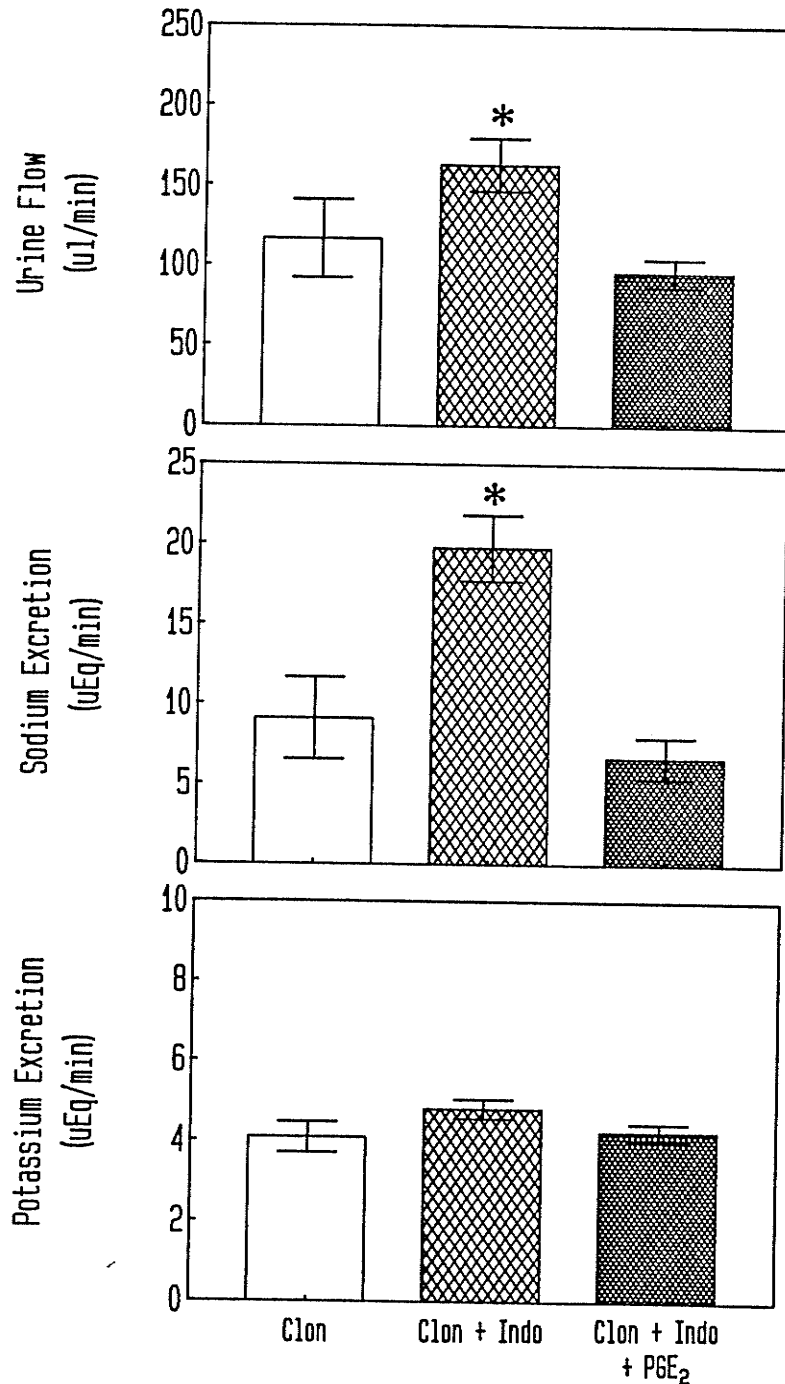 Urine Flow
(ul/min)
250
200
150
100
50
0
*
Sodium Excretion
(uEq/min)
25
20
15
10
5
0
*
Potassium Excretion
(uEq/min)
10
8
6
4
2
0
Clon
Clon + Indo
Clon + Indo
+ PGE₂